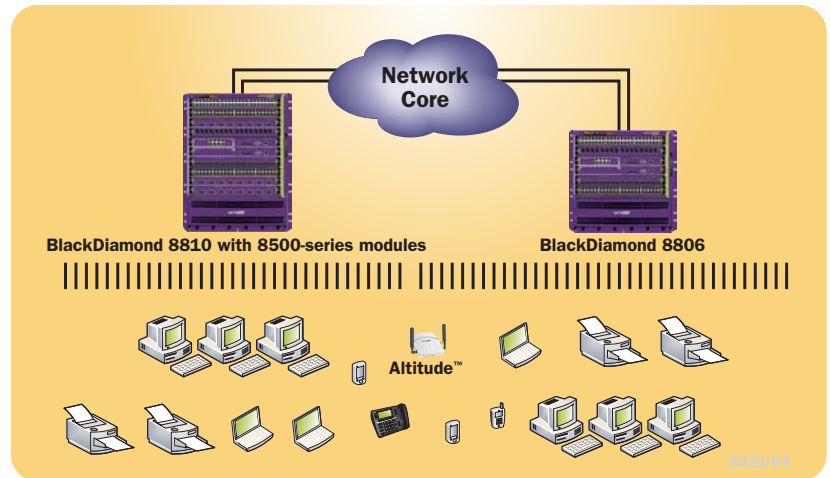 Network
Core
BlackDiamond 8810 with 8500-series modules
BlackDiamond 8806
Altitude™
5031-04